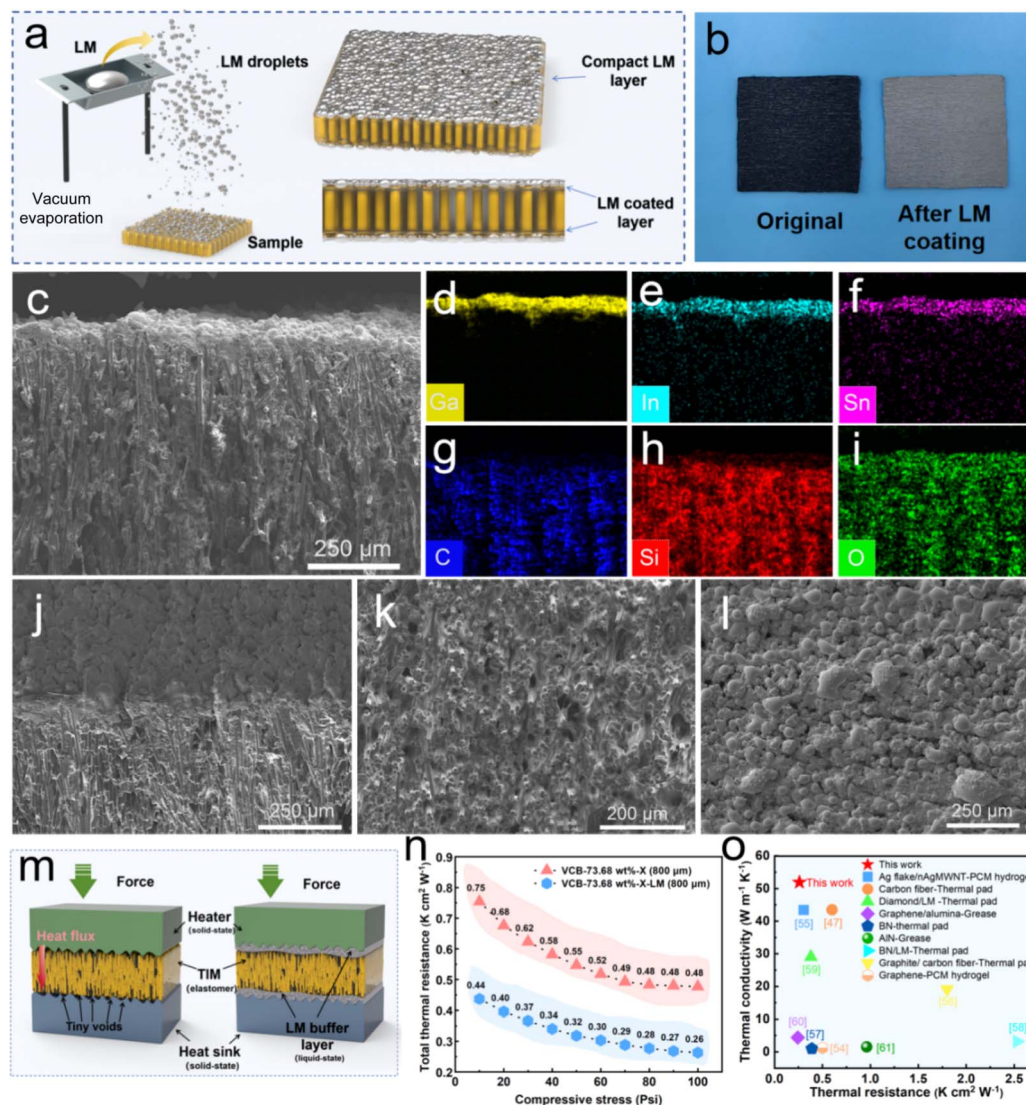 a
LM
LM droplets
Compact LM
layer
Vacuum
evaporation
Sample
LM coated
layer
b
Original
After LM
coating
c
250 μm
d
Ga
e
In
f
Sn
g
C
h
Si
i
O
j
250 μm
k
200 μm
l
250 μm
m
Force
Force
Heater
(solid-state)
Heat flux
TIM
(elastomer)
Tiny voids
Heat sink
(solid-state)
LM buffer
layer
(liquid-state)
n
Total thermal resistance (K cm² W⁻¹)
0.9
0.8
0.7
0.6
0.5
0.4
0.3
0.2
VCB-73.68 wt%-X (800 μm)
VCB-73.68 wt%-X-LM (800 μm)
0.75
0.68
0.62
0.58
0.55
0.52
0.49
0.48
0.48
0.48
0.44
0.40
0.37
0.34
0.32
0.30
0.29
0.28
0.27
0.26
0 20 40 60 80 100
Compressive stress (Psi)
o
Thermal conductivity (W m⁻¹ K⁻¹)
60
50
40
30
20
10
0
This work
Ag flake/nAgMWNT-PCM hydrogel
Carbon fiber-Thermal pad
Diamond/LM -Thermal pad
Graphene/alumina-Grease
BN-thermal pad
AlN-Grease
BN/LM-Thermal pad
Graphite/ carbon fiber-Thermal pad
Graphene-PCM hydrogel
This work
[55]
[47]
[59]
[60]
[57]
[54]
[61]
[58]
0.0 0.5 1.0 1.5 2.0 2.5
Thermal resistance (K cm² W⁻¹)